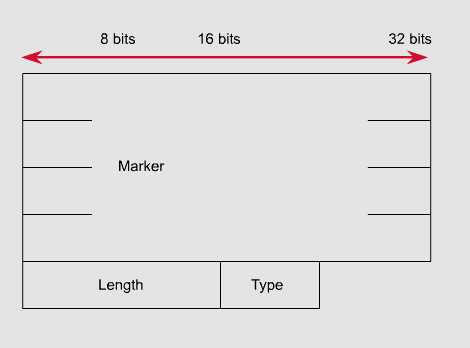 8 bits 16 bits 32 bits
Marker
Length Type